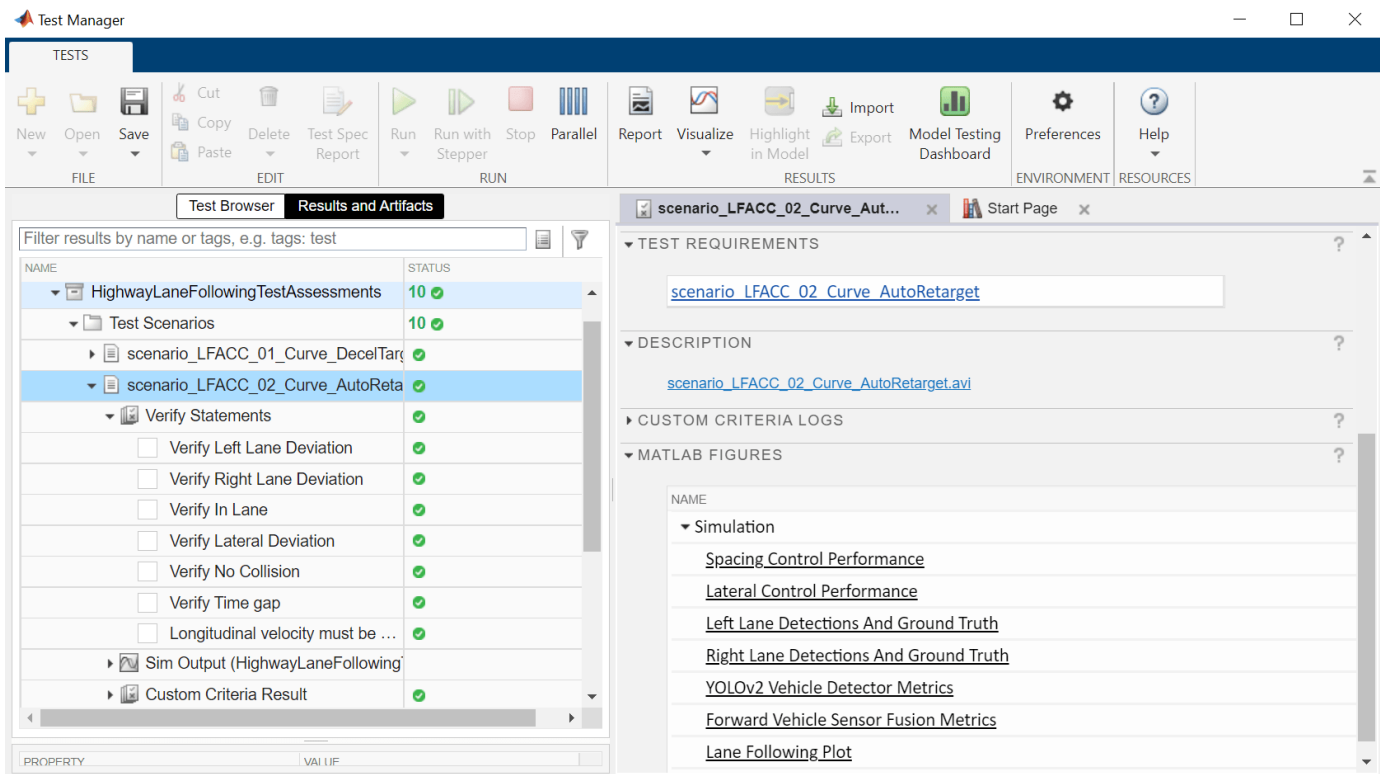 Test Manager
TESTS
New
Open
Save
Cut
Copy
Paste
Delete
Test Spec
Report
Run
Run with
Stepper
Stop
Parallel
Report
Visualize
Highlight
in Model
Import
Export
Model Testing
Dashboard
Preferences
Help
FILE
EDIT
RUN
RESULTS
ENVIRONMENT
RESOURCES
Test Browser
Results and Artifacts
Filter results by name or tags, e.g. tags: test
NAME
STATUS
HighwayLaneFollowingTestAssessments
10
Test Scenarios
10
scenario_LFACC_01_Curve_DecelTarg
scenario_LFACC_02_Curve_AutoReta
Verify Statements
Verify Left Lane Deviation
Verify Right Lane Deviation
Verify In Lane
Verify Lateral Deviation
Verify No Collision
Verify Time gap
Longitudinal velocity must be ...
Sim Output (HighwayLaneFollowing
Custom Criteria Result
PROPERTY
VALUE
scenario_LFACC_02_Curve_Aut...
Start Page
TEST REQUIREMENTS
?
scenario_LFACC_02_Curve_AutoRetarget
DESCRIPTION
?
scenario_LFACC_02_Curve_AutoRetarget.avi
CUSTOM CRITERIA LOGS
?
MATLAB FIGURES
?
NAME
Simulation
Spacing Control Performance
Lateral Control Performance
Left Lane Detections And Ground Truth
Right Lane Detections And Ground Truth
YOLOv2 Vehicle Detector Metrics
Forward Vehicle Sensor Fusion Metrics
Lane Following Plot